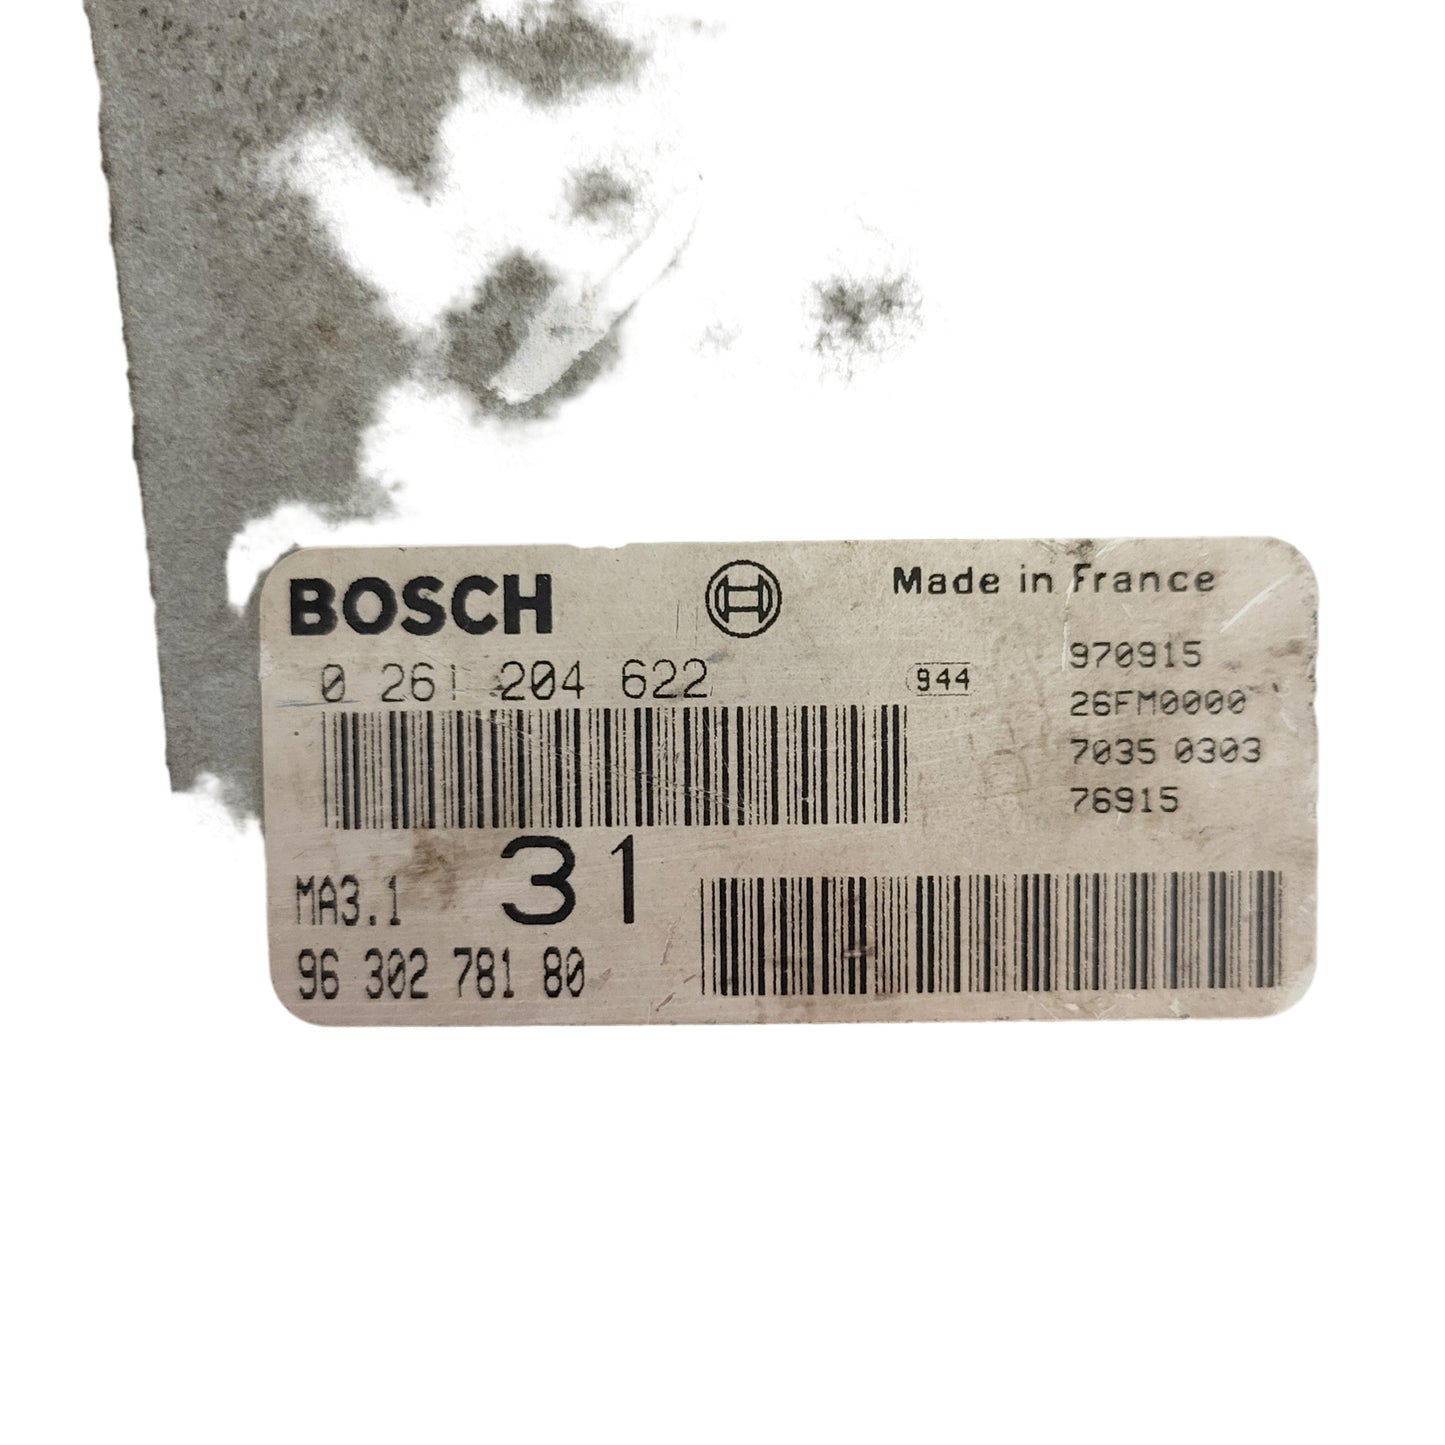 BOSCH
Made in France
0 261 204 622
944
970915
26FM0000
7035 0303
76915
MA3.1
31
96 302 781 80